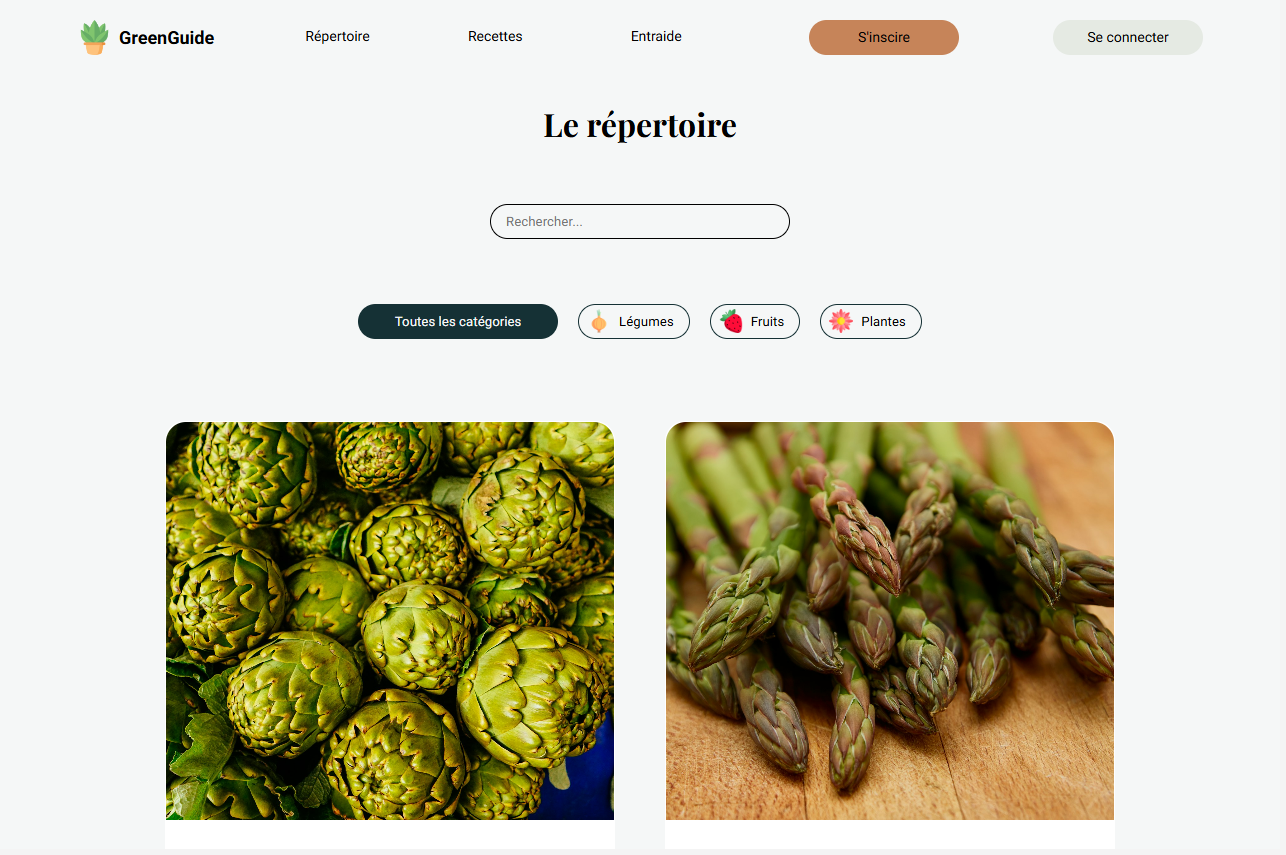 GreenGuide Répertoire Recettes Entraide S'inscire Se connecter
Le répertoire
Rechercher...
Toutes les catégories Légumes Fruits Plantes